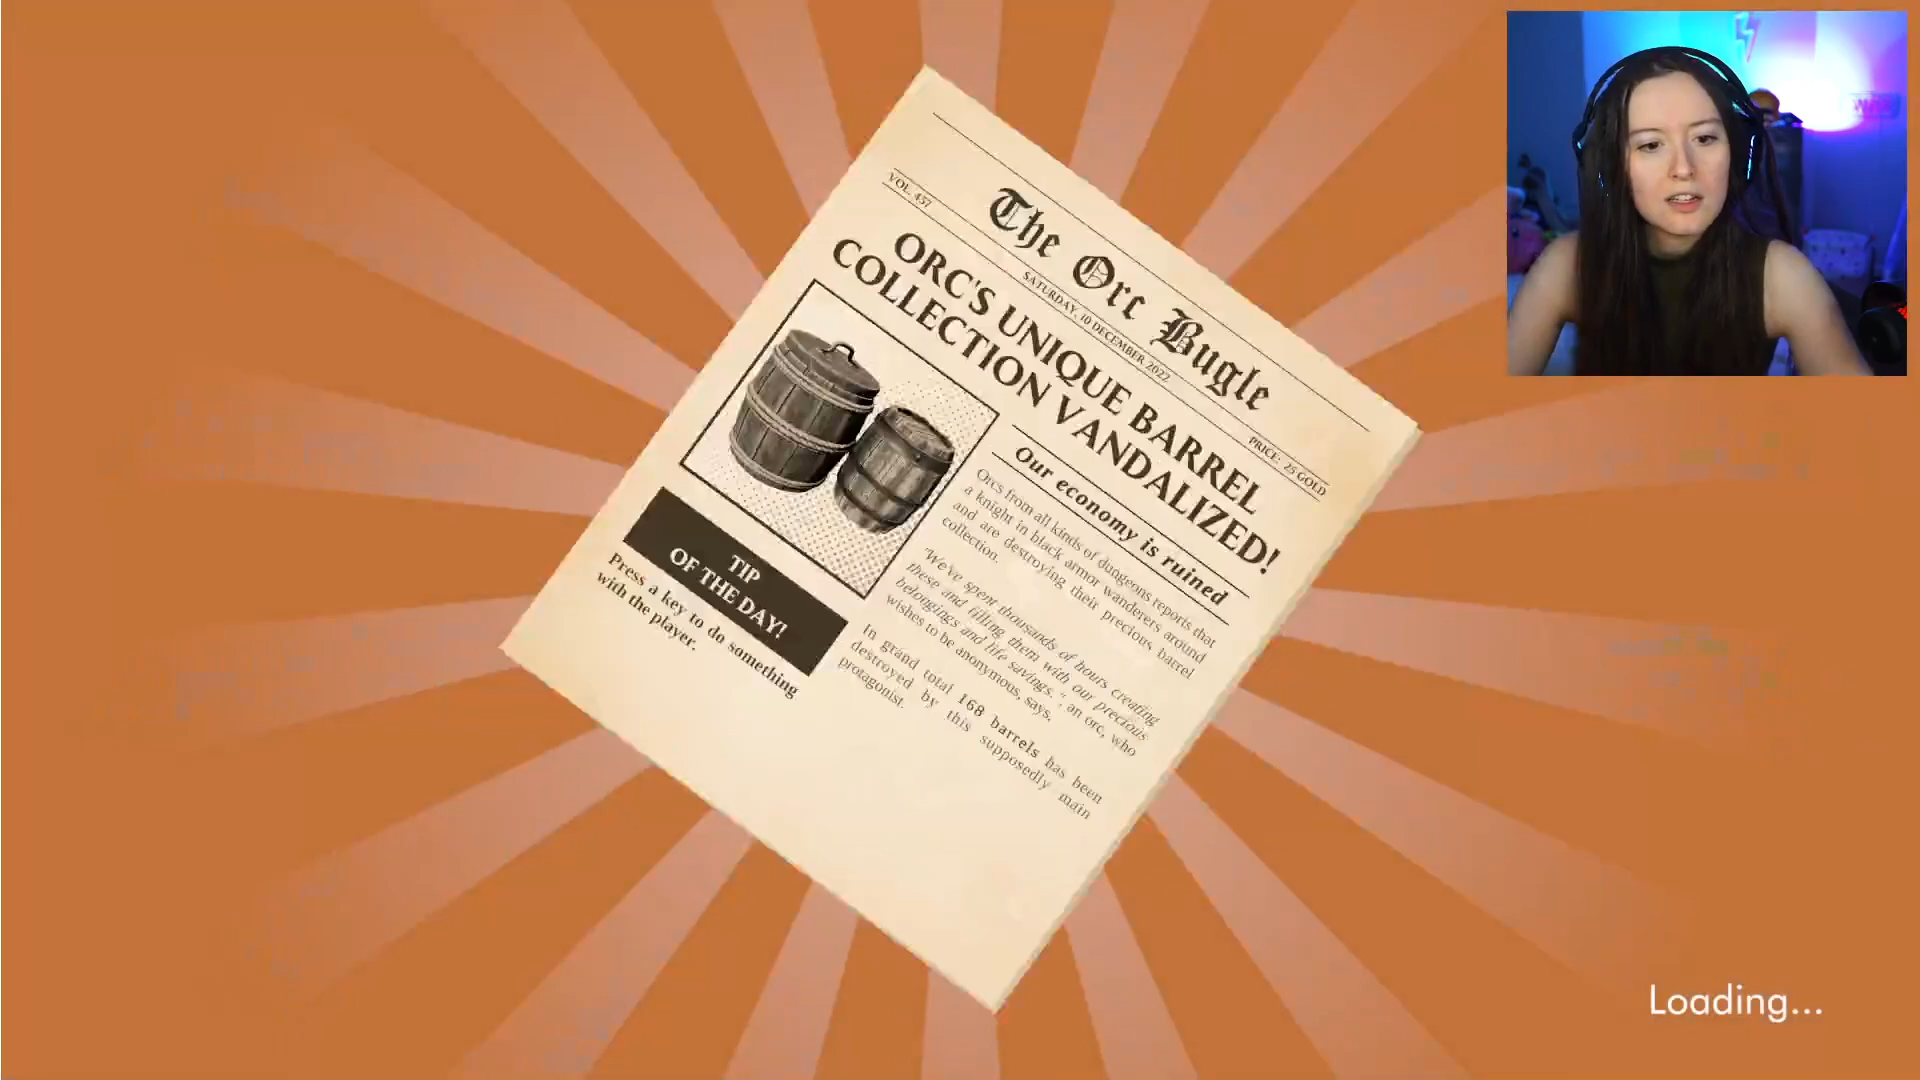 The Orc Bugle
VOL. 457
SATURDAY, 10 DECEMBER 2022
PRICE: 25 GOLD
ORC'S UNIQUE BARREL
COLLECTION VANDALIZED!
Our economy is ruined
Orcs from all kinds of dungeons reports that
a knight in black armor wanderers around
and are destroying their precious barrel
collection.
"We've spent thousands of hours creating
these and filling them with our precious
belongings and life savings. ", an orc, who
wishes to be anonymous, says.
In grand total 168 barrels has been
destroyed by this supposedly main
protagonist.
TIP
OF THE DAY!
Press a key to do something
with the player.
Loading...